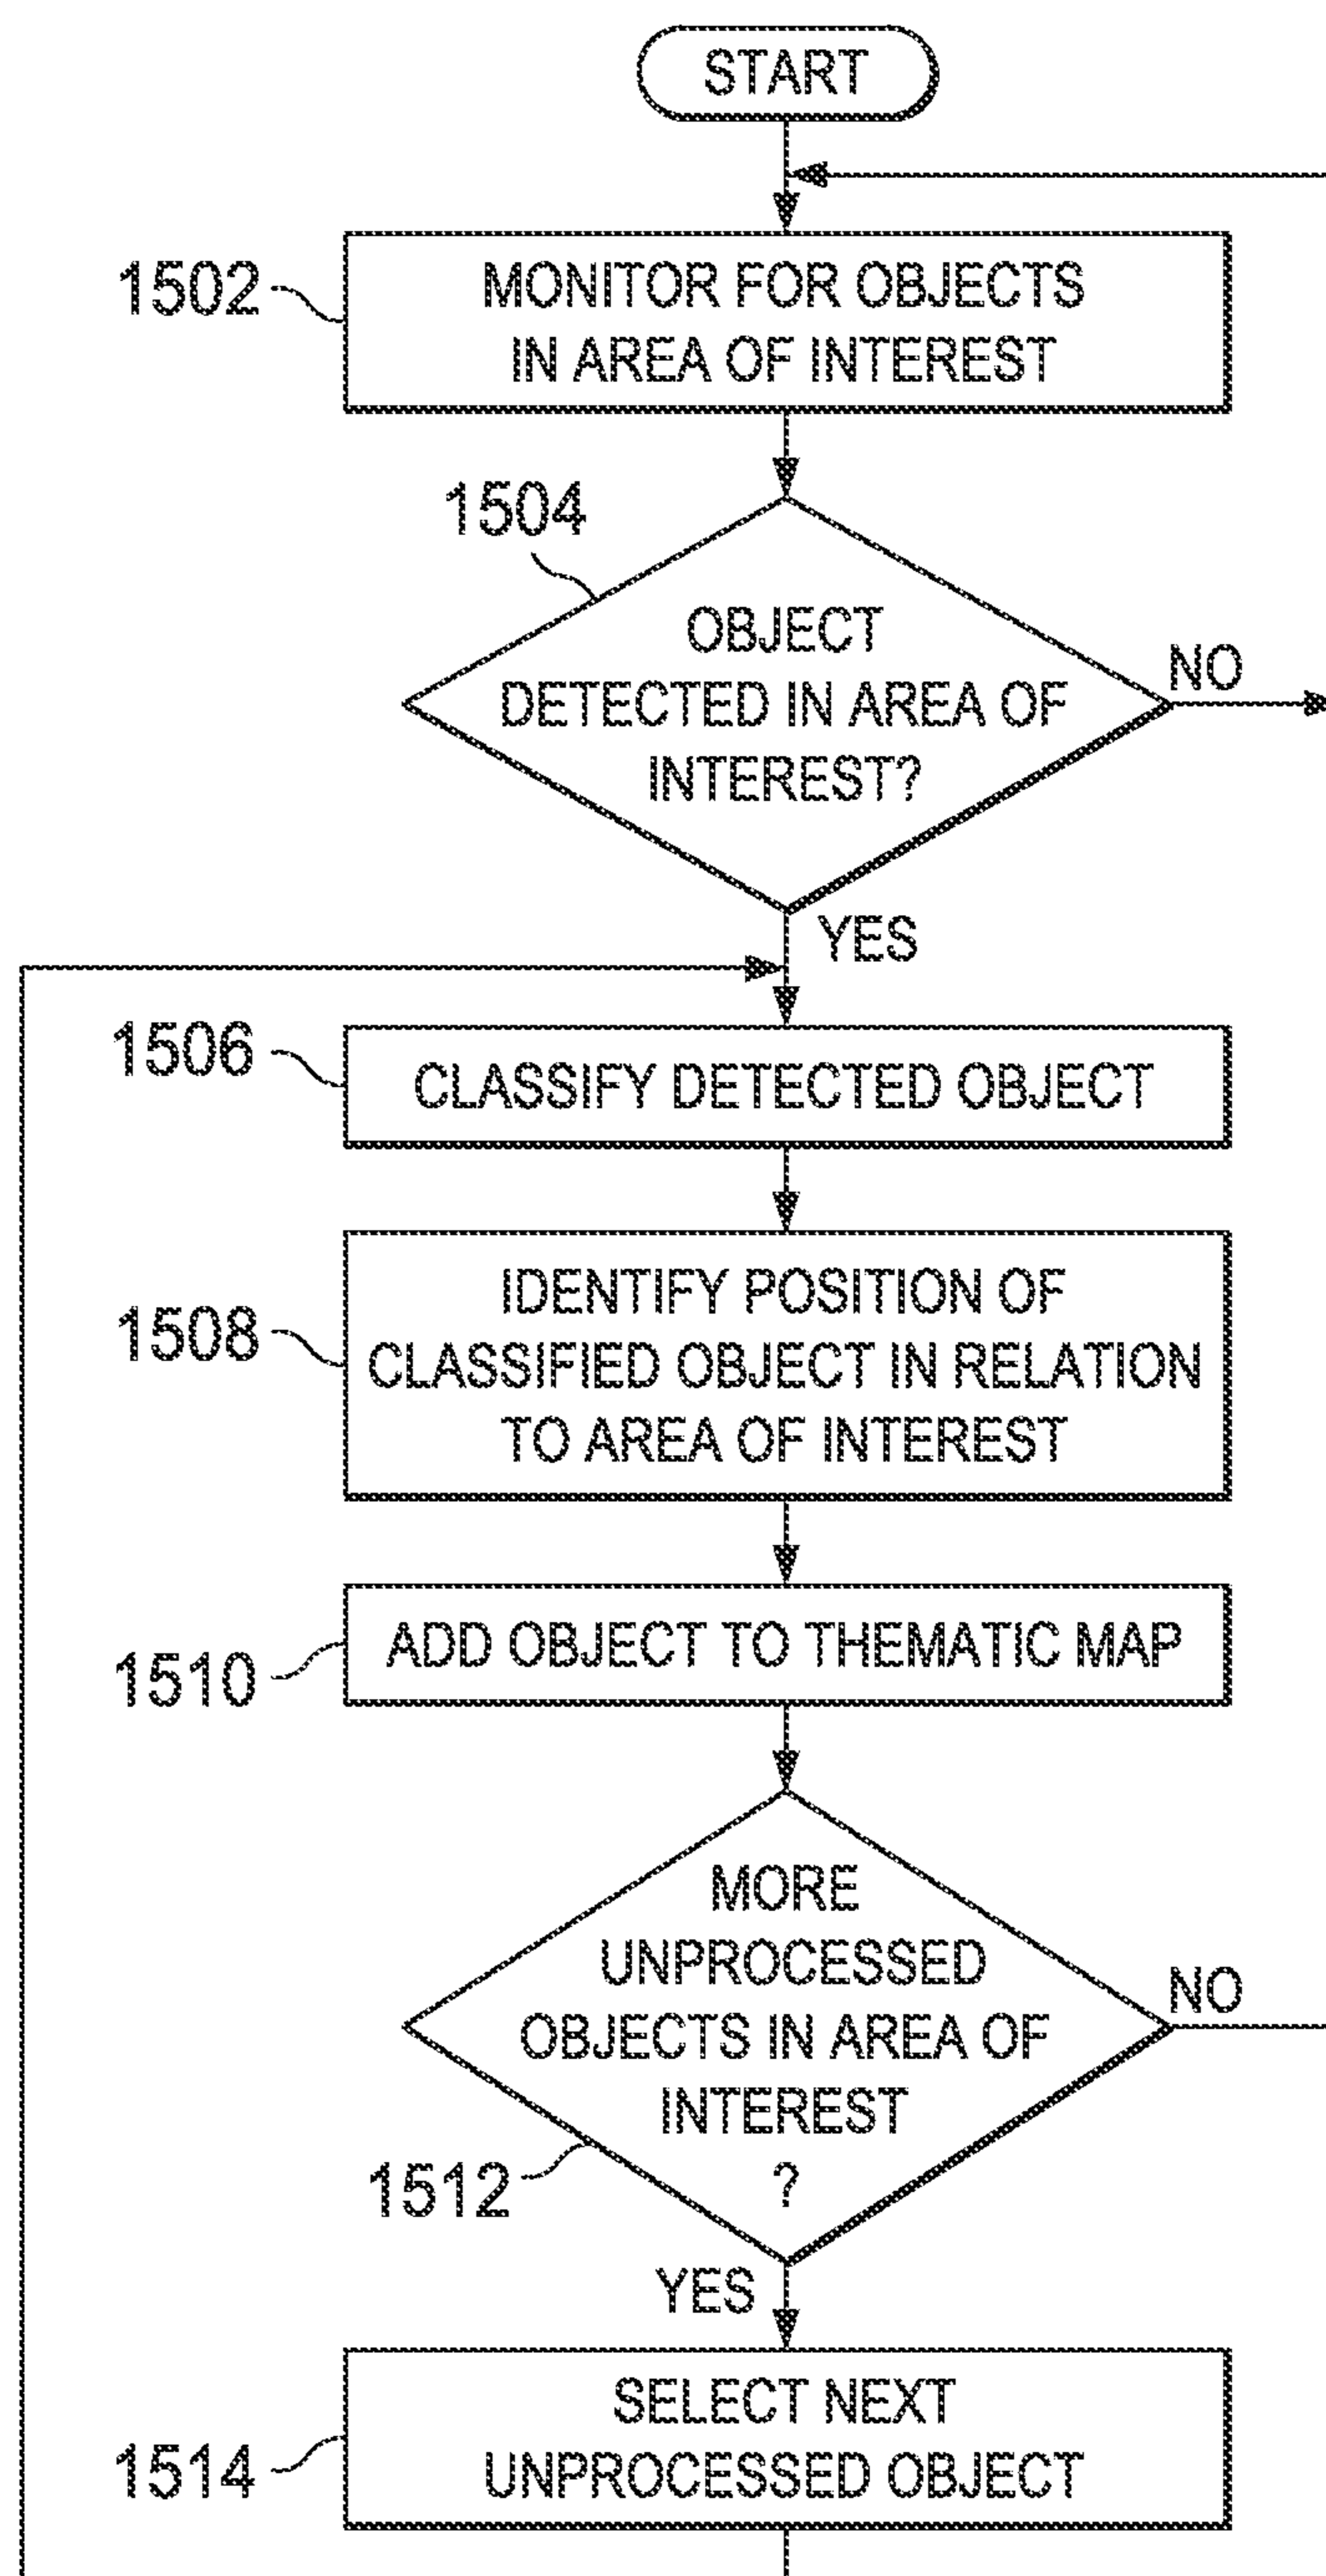 START
1502
MONITOR FOR OBJECTS
IN AREA OF INTEREST
1504
OBJECT
DETECTED IN AREA OF
INTEREST?
NO
YES
1506
CLASSIFY DETECTED OBJECT
1508
IDENTIFY POSITION OF
CLASSIFIED OBJECT IN RELATION
TO AREA OF INTEREST
1510
ADD OBJECT TO THEMATIC MAP
MORE
UNPROCESSED
OBJECTS IN AREA OF
INTEREST
?
NO
1512
YES
1514
SELECT NEXT
UNPROCESSED OBJECT